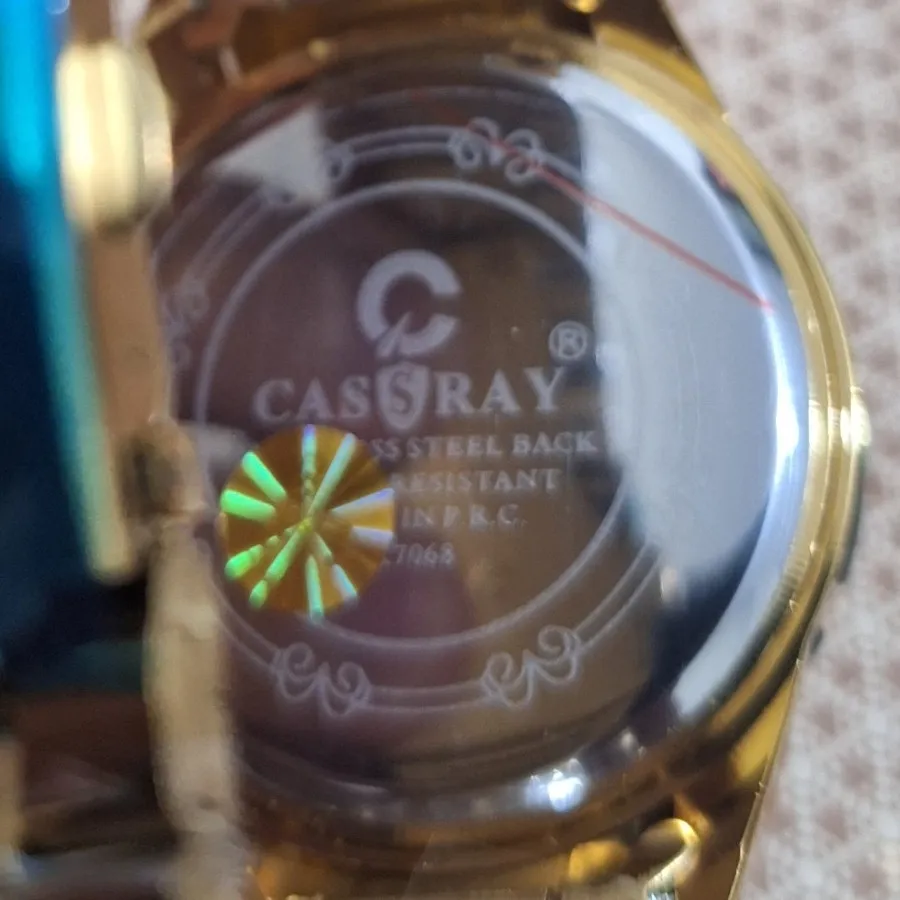 CASSRAY ®
SS STEEL BACK
RESISTANT
IN P.R.C.
7068